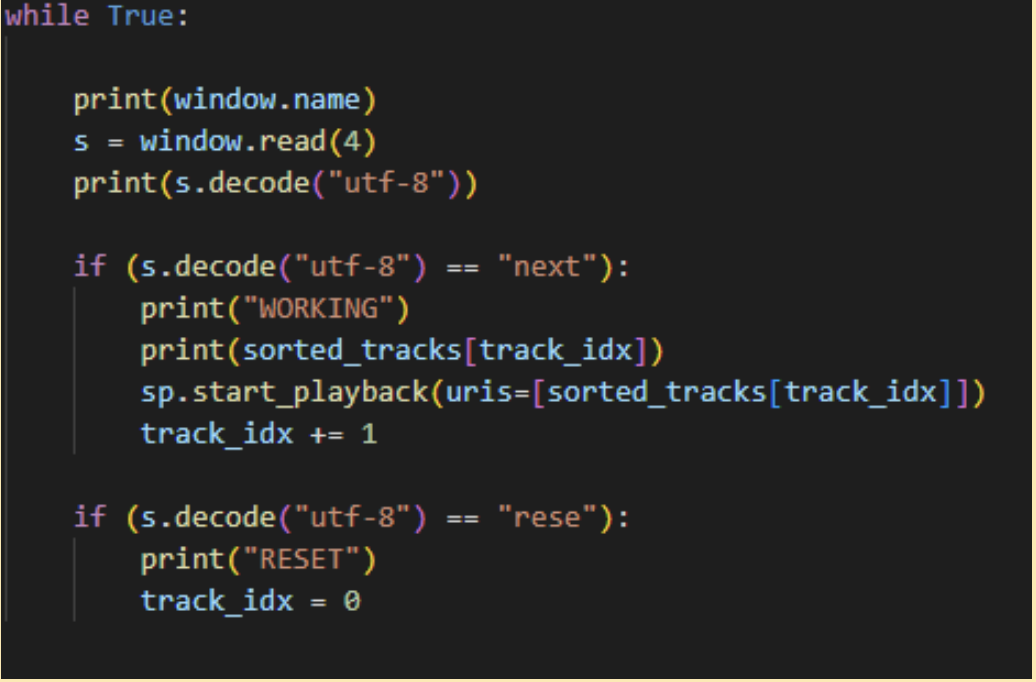 while True:
print(window.name)
s = window.read(4)
print(s.decode("utf-8"))
if (s.decode("utf-8") == "next"):
print("WORKING")
print(sorted_tracks[track_idx])
sp.start_playback(uris=[sorted_tracks[track_idx]])
track_idx += 1
if (s.decode("utf-8") == "rese"):
print("RESET")
track_idx = 0